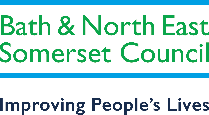 Bath & North East
Somerset Council
Improving People's Lives